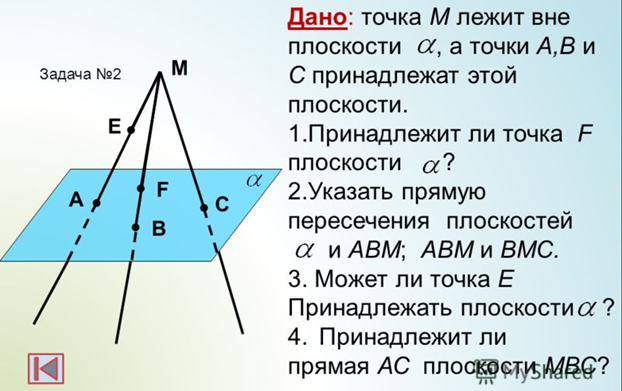 Дано: точка М лежит вне
плоскости α, а точки А,В и
С принадлежат этой
плоскости.
1.Принадлежит ли точка F
плоскости α ?
2.Указать прямую
пересечения плоскостей
α и АВМ; АВМ и ВМС.
3. Может ли точка Е
Принадлежать плоскости α ?
4. Принадлежит ли
прямая АС плоскости МВС?
Задача №2
М
Е
α
А
F
С
В
MyShared